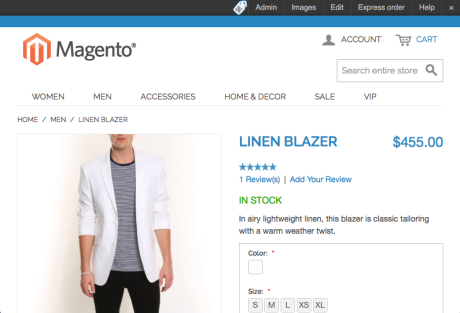 Admin Images Edit Express order Help ×
Magento®
ACCOUNT CART
Search entire store
WOMEN MEN ACCESSORIES HOME & DECOR SALE VIP
HOME / MEN / LINEN BLAZER
LINEN BLAZER $455.00
1 Review(s) | Add Your Review
IN STOCK
In airy lightweight linen, this blazer is classic tailoring
with a warm weather twist.
Color: *
Size: *
S M L XS XL